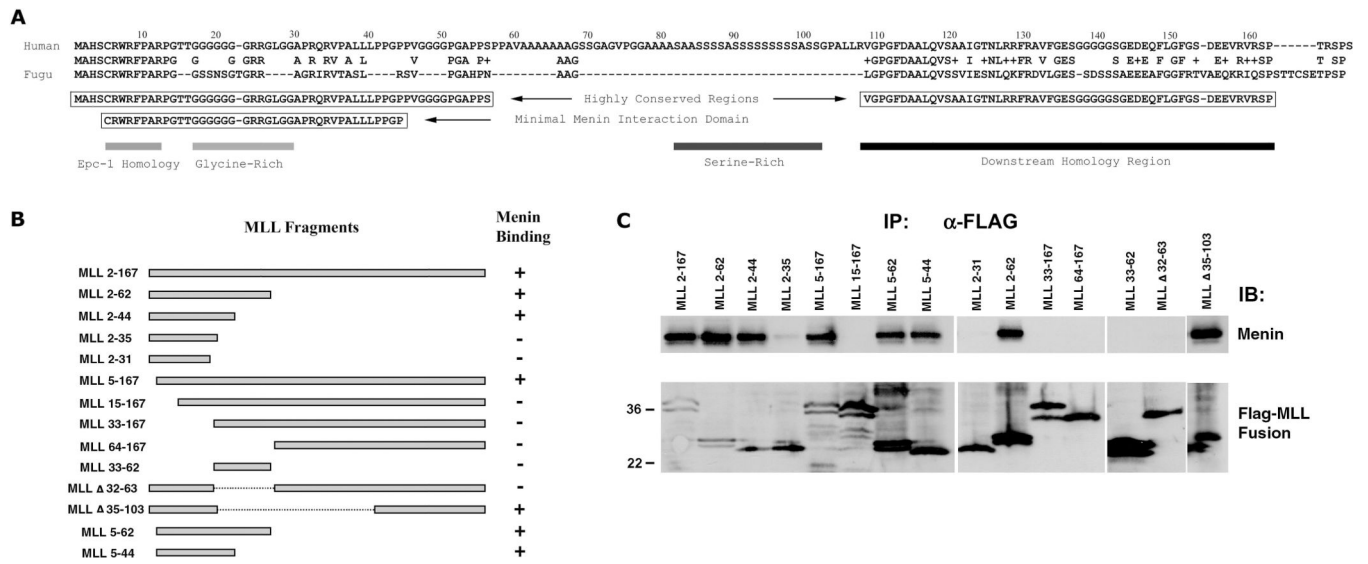 A
10 20 30 40 50 60 70 80 90 100 110 120 130 140 150 160
Human MAHSCRWRFPARPGTTGGGGGG-GRRGLGGAPRQRVPALLLPPGPPVGGGGPGAPPSPPAVAAAAAAAGSSGAGVPGGAAAASAASSSSASSSSSSSSSASSGPALLRVGPGFDAALQVSAAIGTNLRRFRAVFGESGGGGGSGEDEQFLGFGS-DEEVRVRSP------TRSPS
MAHSCRWRFPARPG G G G GRR A R RV A L V G PGA P AAG +GPGFDAALQVS+ I +NL++FR VFGES S E+E F GF + E+ R++SP T SP
Fugu MAHSCRWRFPARPG--GSSNSGTGRR---AGRIRVTASL----RSV---PGAHPN------AAG---LGPGFDAALQVSSVIESNLQKFRDVLGES-SDSSSAEEEAFGGFRTVAEQKRIQSPSTTCSETPSP
MAHSCRWRFPARPGTTGGGGGG-GRRGLGGAPRQRVPALLLPPGPPVGGGGPGAPPS Highly Conserved Regions VGPGFDAALQVSAAIGTNLRRFRAVFGESGGGGGSGEDEQFLGFGS-DEEVRVRSP
CRWRFPARPGTTGGGGGG-GRRGLGGAPRQRVPALLLPPGP Minimal Menin Interaction Domain
Epc-1 Homology Glycine-Rich Serine-Rich Downstream Homology Region
B
MLL Fragments
Menin
Binding
MLL 2-167 +
MLL 2-62 +
MLL 2-44 +
MLL 2-35 -
MLL 2-31 -
MLL 5-167 +
MLL 15-167 -
MLL 33-167 -
MLL 64-167 -
MLL 33-62 -
MLL Δ 32-63 -
MLL Δ 35-103 +
MLL 5-62 +
MLL 5-44 +
C
IP: α-FLAG
MLL 2-167
MLL 2-62
MLL 2-44
MLL 2-35
MLL 5-167
MLL 15-167
MLL 5-62
MLL 5-44
MLL 2-31
MLL 2-62
MLL 33-167
MLL 64-167
MLL 33-62
MLL Δ 32-63
MLL Δ 35-103
IB:
Menin
36
22
Flag-MLL
Fusion